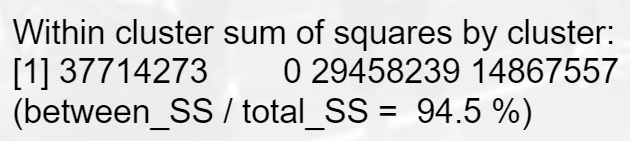 Within cluster sum of squares by cluster:
[1] 37714273 0 29458239 14867557
(between_SS / total_SS = 94.5 %)